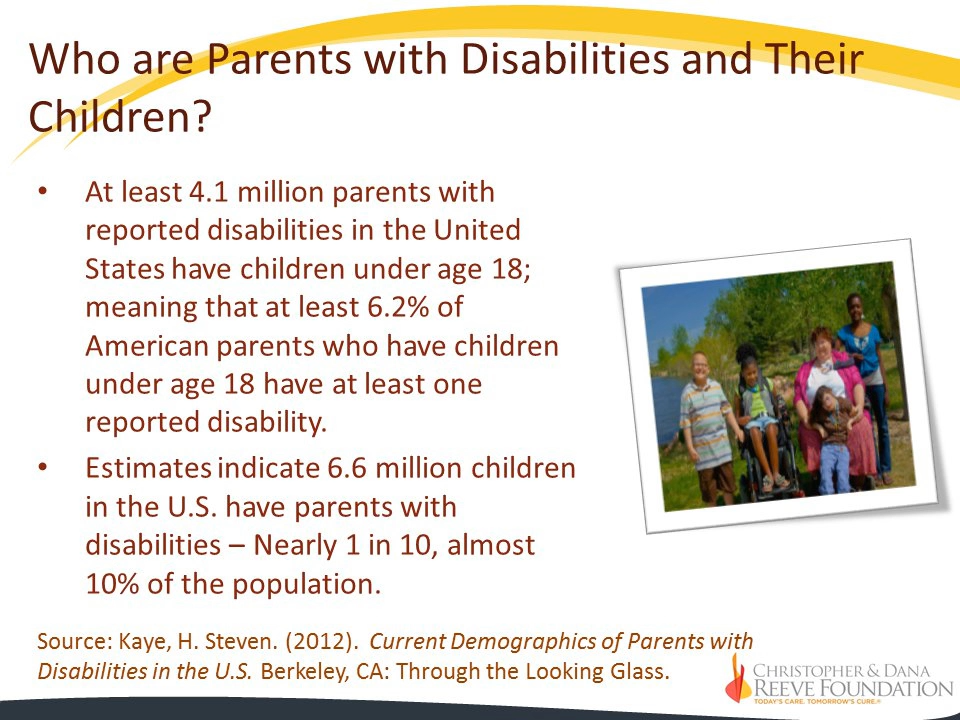 Who are Parents with Disabilities and Their
Children?
• At least 4.1 million parents with
reported disabilities in the United
States have children under age 18;
meaning that at least 6.2% of
American parents who have children
under age 18 have at least one
reported disability.
• Estimates indicate 6.6 million children
in the U.S. have parents with
disabilities – Nearly 1 in 10, almost
10% of the population.
Source: Kaye, H. Steven. (2012). Current Demographics of Parents with
Disabilities in the U.S. Berkeley, CA: Through the Looking Glass.
CHRISTOPHER & DANA
REEVE FOUNDATION
TODAY'S CARE. TOMORROW'S CURE.®